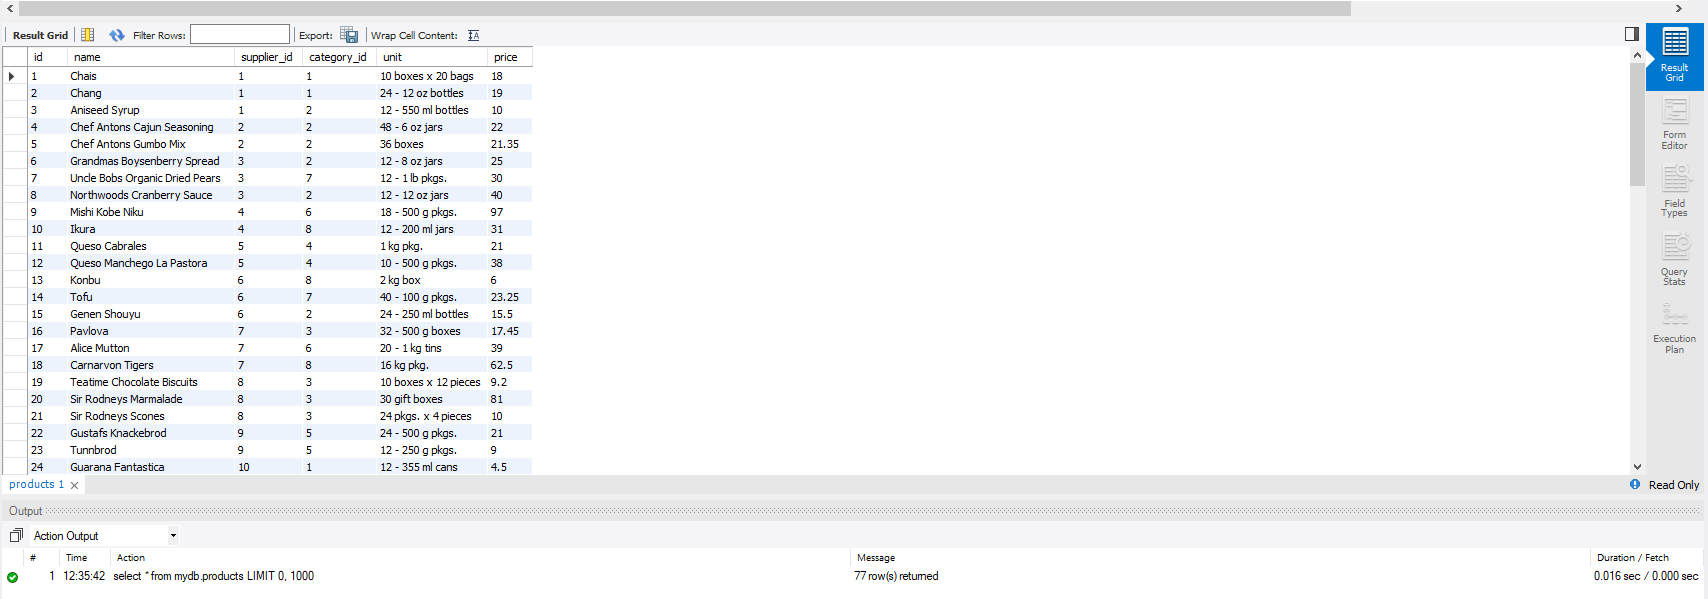 Result Grid Filter Rows: Export: Wrap Cell Content: IA
id name supplier_id category_id unit price
1 Chais 1 1 10 boxes x 20 bags 18
2 Chang 1 1 24 - 12 oz bottles 19
3 Aniseed Syrup 1 2 12 - 550 ml bottles 10
4 Chef Antons Cajun Seasoning 2 2 48 - 6 oz jars 22
5 Chef Antons Gumbo Mix 2 2 36 boxes 21.35
6 Grandmas Boysenberry Spread 3 2 12 - 8 oz jars 25
7 Uncle Bobs Organic Dried Pears 3 7 12 - 1 lb pkgs. 30
8 Northwoods Cranberry Sauce 3 2 12 - 12 oz jars 40
9 Mishi Kobe Niku 4 6 18 - 500 g pkgs. 97
10 Ikura 4 8 12 - 200 ml jars 31
11 Queso Cabrales 5 4 1 kg pkg. 21
12 Queso Manchego La Pastora 5 4 10 - 500 g pkgs. 38
13 Konbu 6 8 2 kg box 6
14 Tofu 6 7 40 - 100 g pkgs. 23.25
15 Genen Shouyu 6 2 24 - 250 ml bottles 15.5
16 Pavlova 7 3 32 - 500 g boxes 17.45
17 Alice Mutton 7 6 20 - 1 kg tins 39
18 Carnarvon Tigers 7 8 16 kg pkg. 62.5
19 Teatime Chocolate Biscuits 8 3 10 boxes x 12 pieces 9.2
20 Sir Rodneys Marmalade 8 3 30 gift boxes 81
21 Sir Rodneys Scones 8 3 24 pkgs. x 4 pieces 10
22 Gustafs Knackebrod 9 5 24 - 500 g pkgs. 21
23 Tunnbrod 9 5 12 - 250 g pkgs. 9
24 Guarana Fantastica 10 1 12 - 355 ml cans 4.5
Result
Grid
Form
Editor
Field
Types
Query
Stats
Execution
Plan
products 1 Read Only
Output
Action Output
# Time Action Message Duration / Fetch
1 12:35:42 select * from mydb.products LIMIT 0, 1000 77 row(s) returned 0.016 sec / 0.000 sec